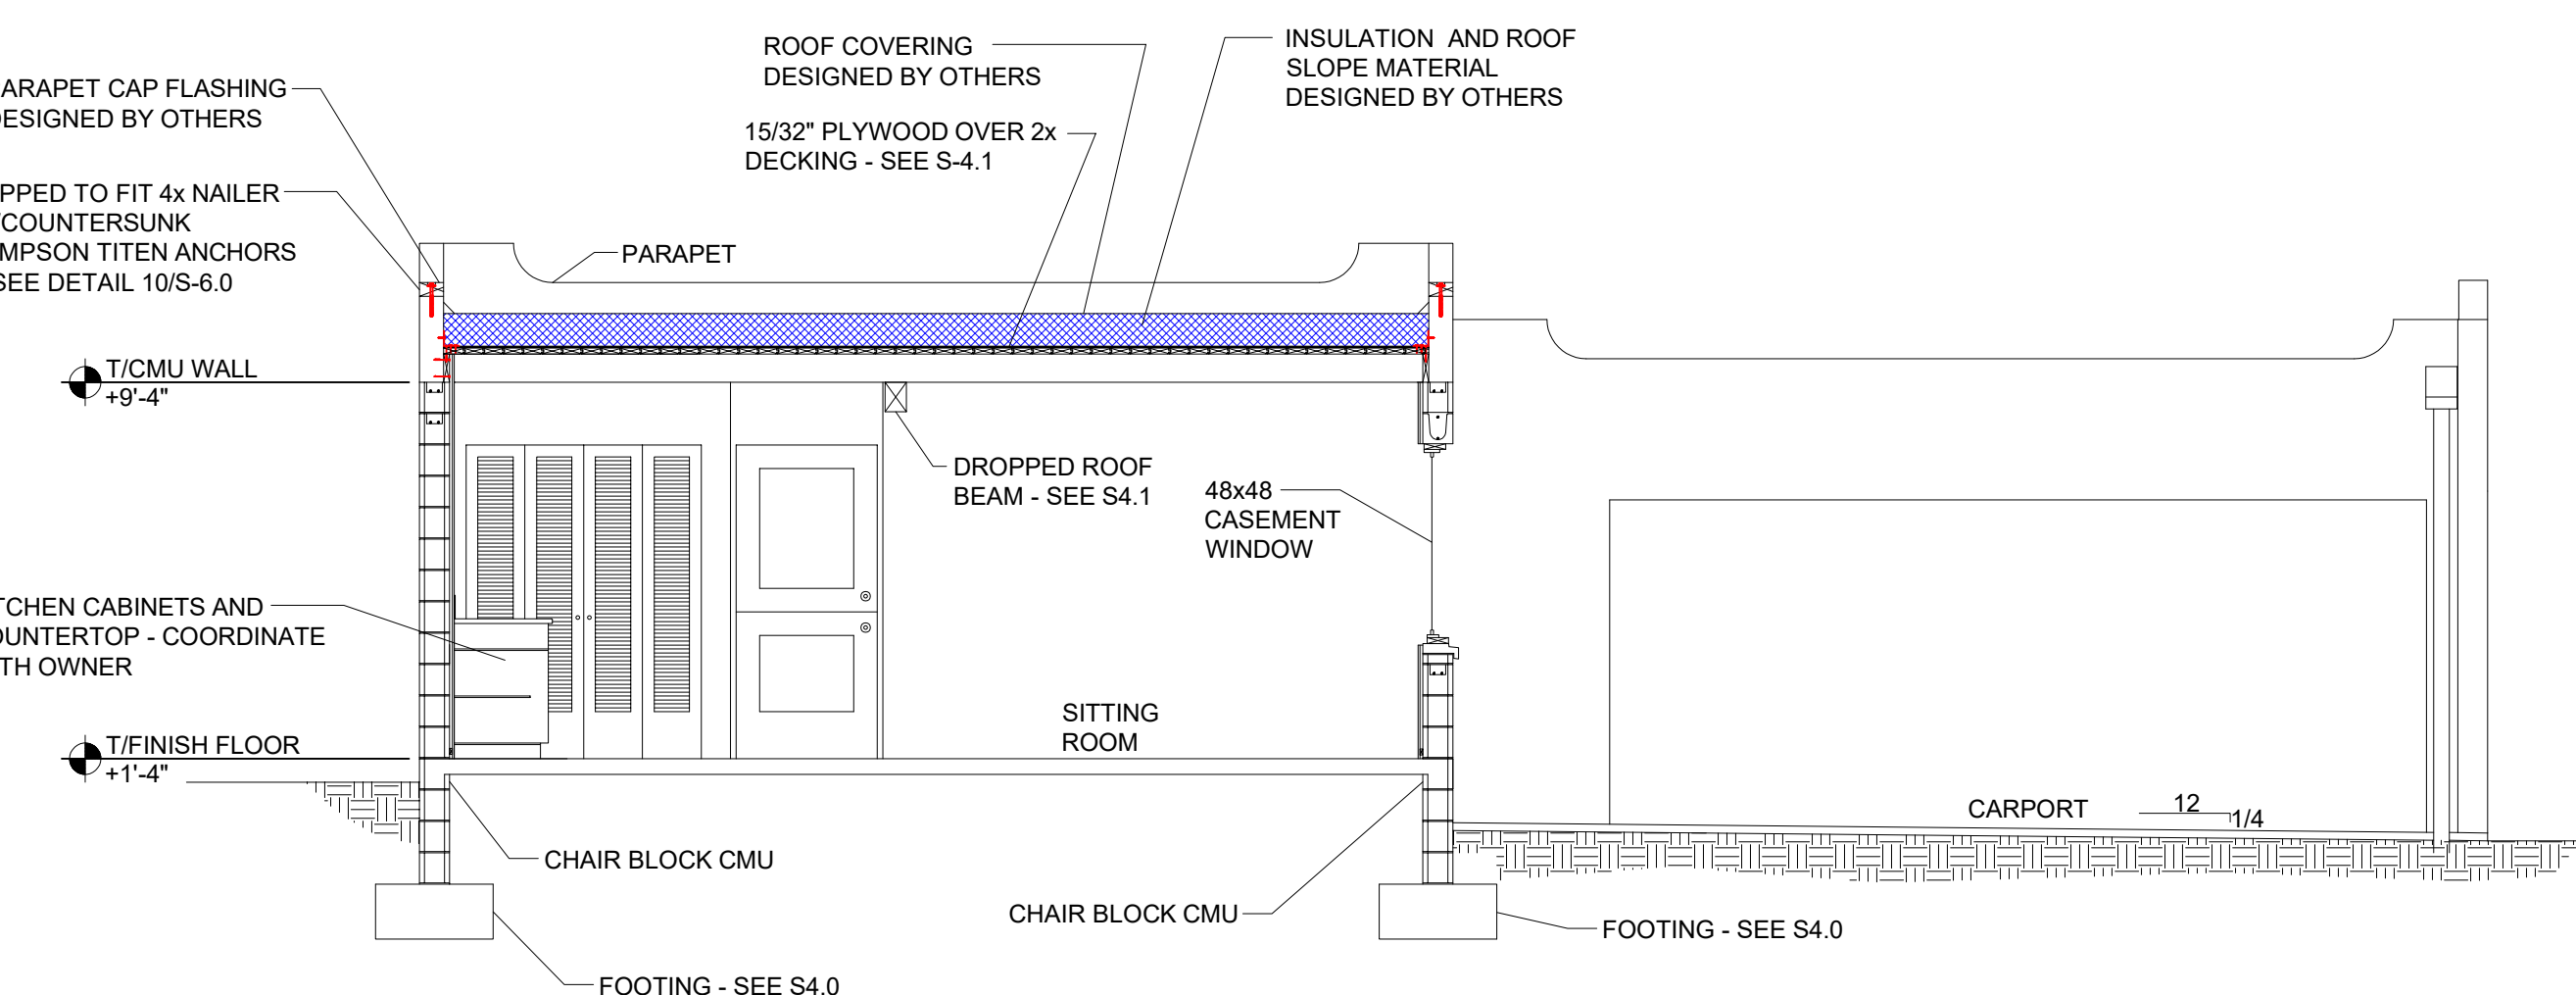 ROOF COVERING
DESIGNED BY OTHERS
INSULATION AND ROOF
SLOPE MATERIAL
DESIGNED BY OTHERS
ARAPET CAP FLASHING
DESIGNED BY OTHERS
15/32" PLYWOOD OVER 2x
DECKING - SEE S-4.1
PPED TO FIT 4x NAILER
/COUNTERSUNK
MPSON TITEN ANCHORS
SEE DETAIL 10/S-6.0
PARAPET
T/CMU WALL
+9'-4"
DROPPED ROOF
BEAM - SEE S4.1
48x48
CASEMENT
WINDOW
TCHEN CABINETS AND
OUNTERTOP - COORDINATE
TH OWNER
SITTING
ROOM
T/FINISH FLOOR
+1'-4"
CARPORT
12
1/4
CHAIR BLOCK CMU
CHAIR BLOCK CMU
FOOTING - SEE S4.0
FOOTING - SEE S4.0